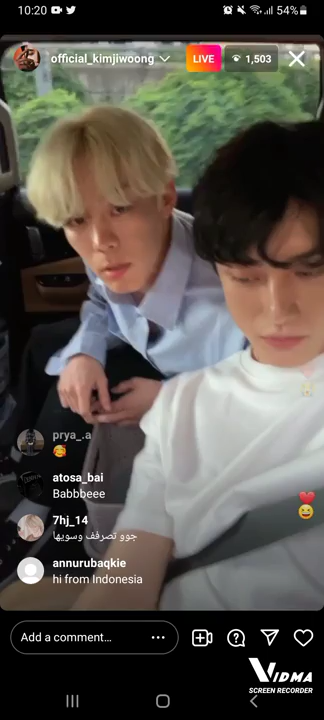 10:20
54%
official_kimjiwoong
LIVE
1,503
prya_.a
atosa_bai
Babbbeee
7hj_14
جوو تصرفف وسويها
annurubaqkie
hi from Indonesia
Add a comment...
VIDMA
SCREEN RECORDER